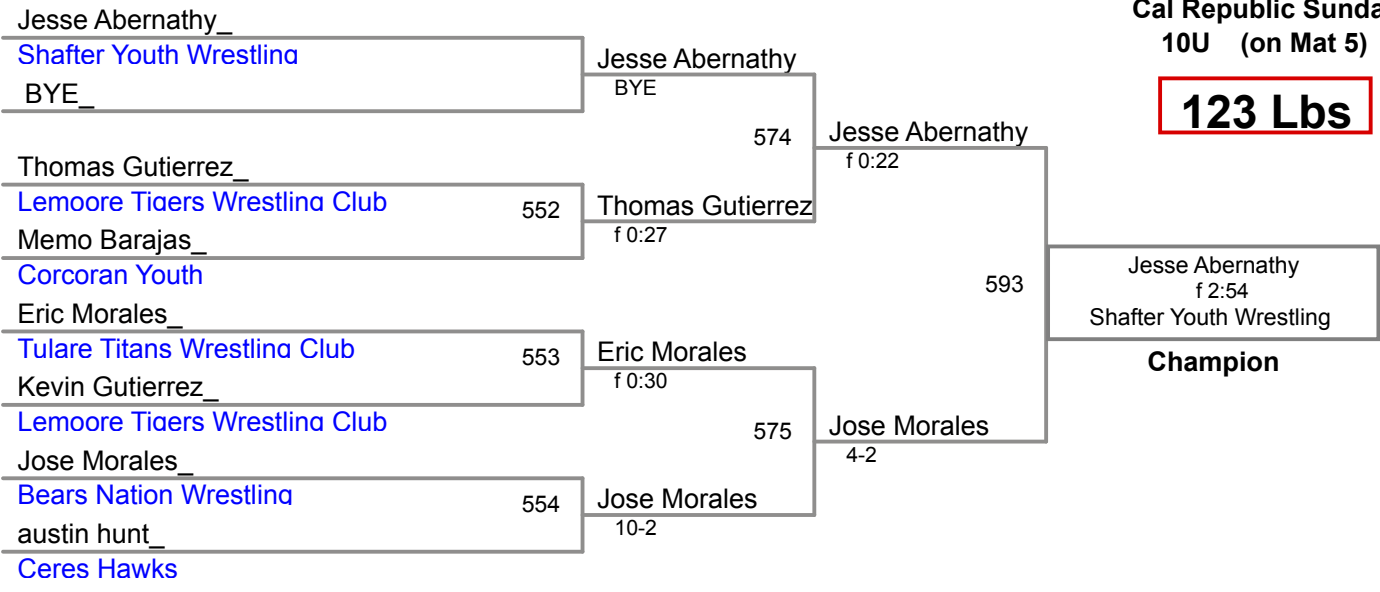 Jesse Abernathy_
Shafter Youth Wrestling
BYE_
Thomas Gutierrez_
Lemoore Tigers Wrestling Club
Memo Barajas_
Corcoran Youth
Eric Morales_
Tulare Titans Wrestling Club
Kevin Gutierrez_
Lemoore Tigers Wrestling Club
Jose Morales_
Bears Nation Wrestling
austin hunt_
Ceres Hawks
552
553
554
Jesse Abernathy
BYE
Thomas Gutierrez
f 0:27
Eric Morales
f 0:30
Jose Morales
10-2
574
575
Jesse Abernathy
f 0:22
Jose Morales
4-2
593
Cal Republic Sunda
10U (on Mat 5)
123 Lbs
Jesse Abernathy
f 2:54
Shafter Youth Wrestling
Champion